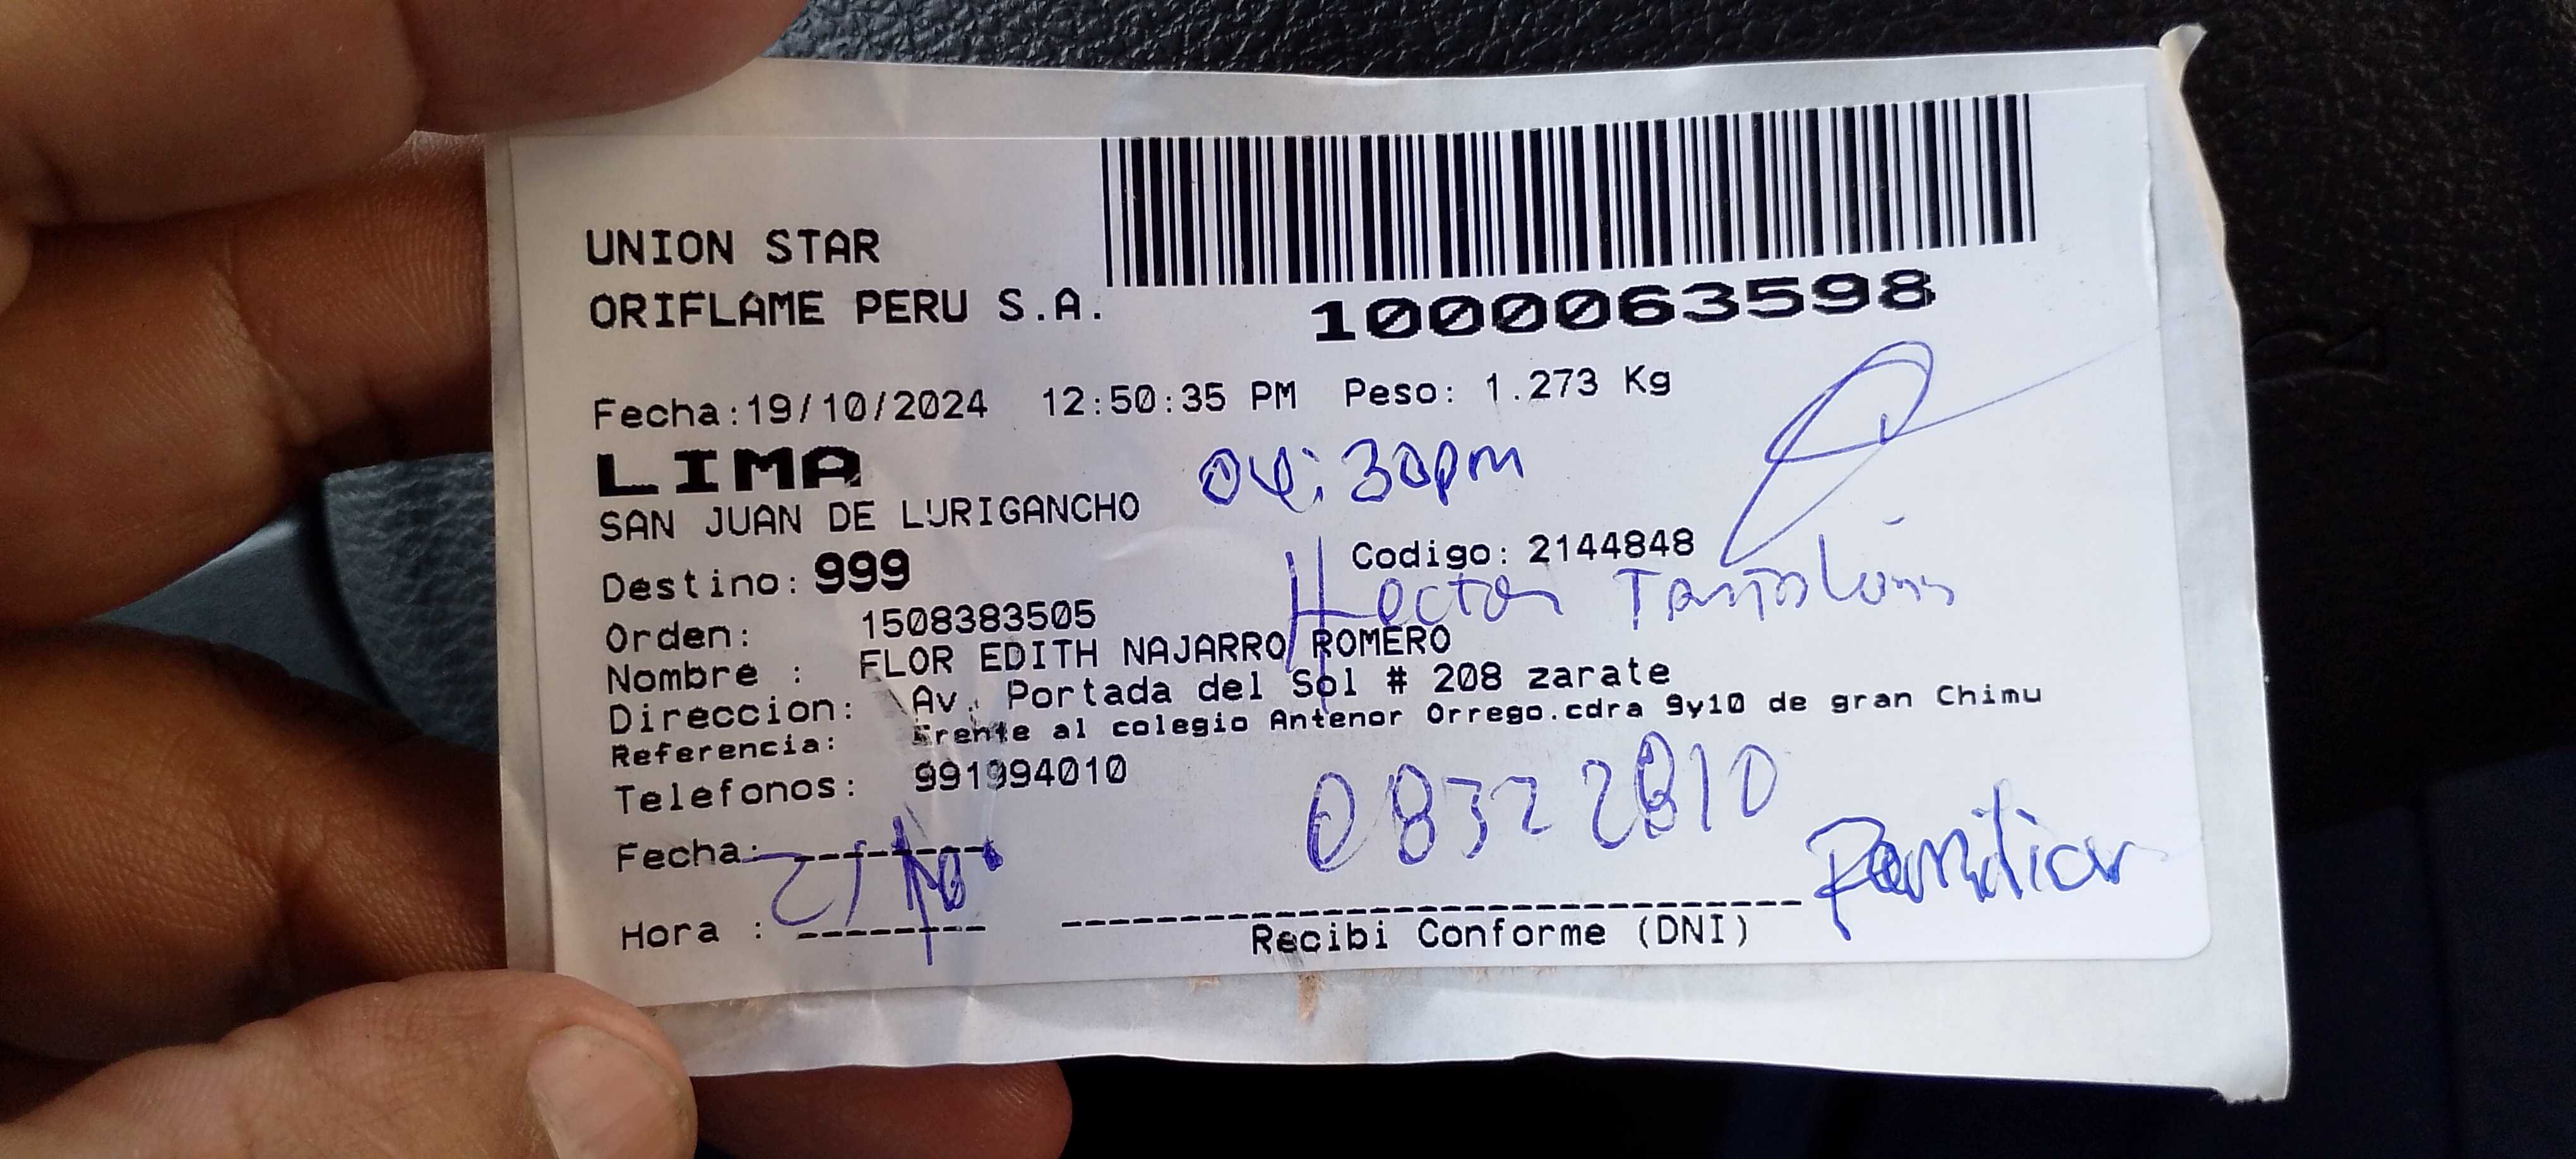 UNION STAR
ORIFLAME PERU S.A.
1000063598
Fecha:19/10/2024 12:50:35 PM Peso: 1.273 Kg
LIMA
04:30pm
SAN JUAN DE LURIGANCHO
Destino: 999
Codigo: 2144848
Hector
Orden: 1508383505
Nombre : FLOR EDITH NAJARRO ROMERO
Direccion: Av. Portada del Sol # 208 zarate
Referencia: Frente al colegio Antenor Orrego.cdra 9y10 de gran Chimu
Telefonos: 991994010
Fecha: --------
21
Familiar
Hora : --------
Recibi Conforme (DNI)